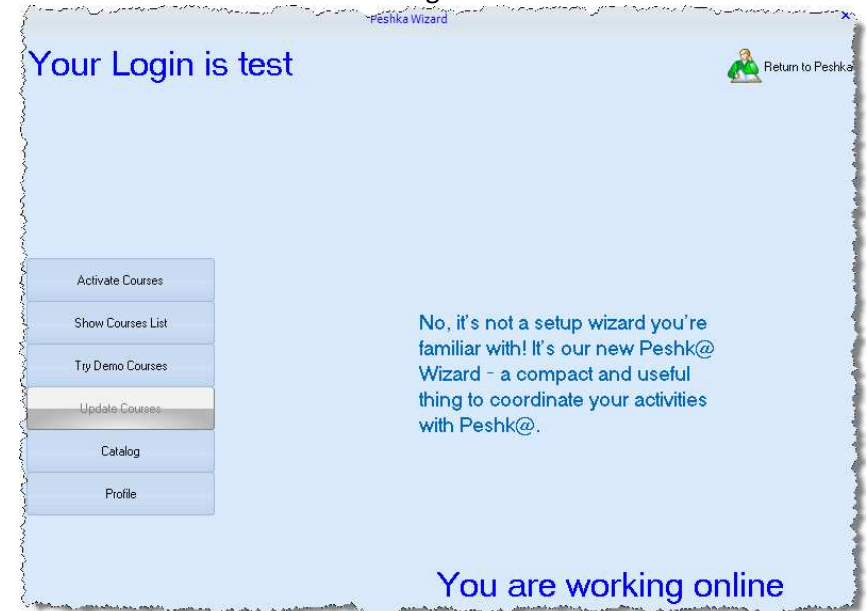 Peshka Wizard
x
Your Login is test
Return to Peshka
Activate Courses
Show Courses List
Try Demo Courses
Update Courses
Catalog
Profile
No, it's not a setup wizard you're
familiar with! It's our new Peshk@
Wizard - a compact and useful
thing to coordinate your activities
with Peshk@.
You are working online